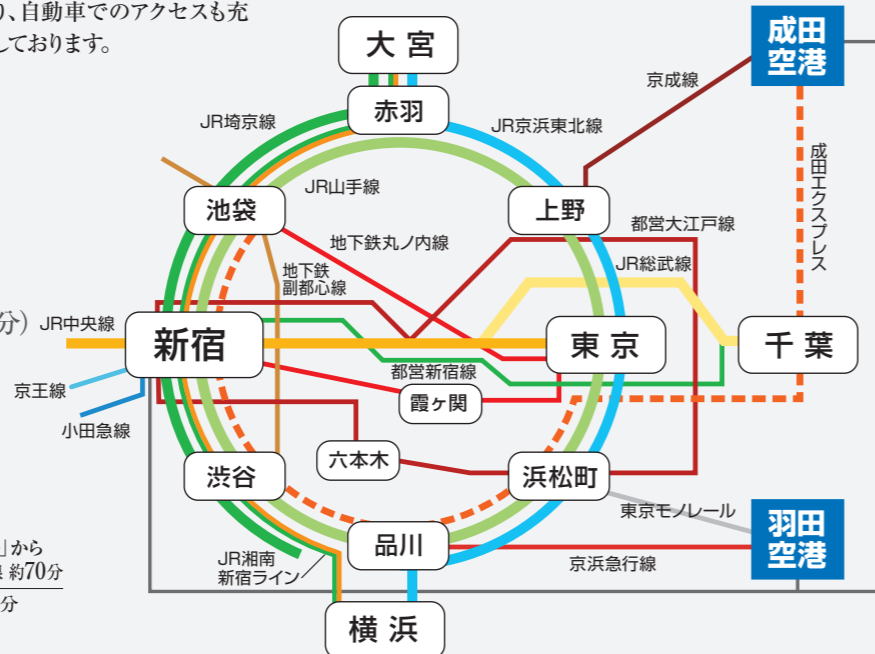 り、自動車でのアクセスも充
しております。
大宮
成田
空港
京成線
赤羽
JR埼京線
JR京浜東北線
成田エクスプレス
JR山手線
池袋
上野
都営大江戸線
地下鉄丸ノ内線
JR総武線
地下鉄
副都心線
分)
JR中央線
新宿
東京
千葉
都営新宿線
京王線
霞ヶ関
小田急線
六本木
渋谷
浜松町
東京モノレール
羽田
空港
品川
」から
約70分
分
JR湘南
新宿ライン
京浜急行線
横浜